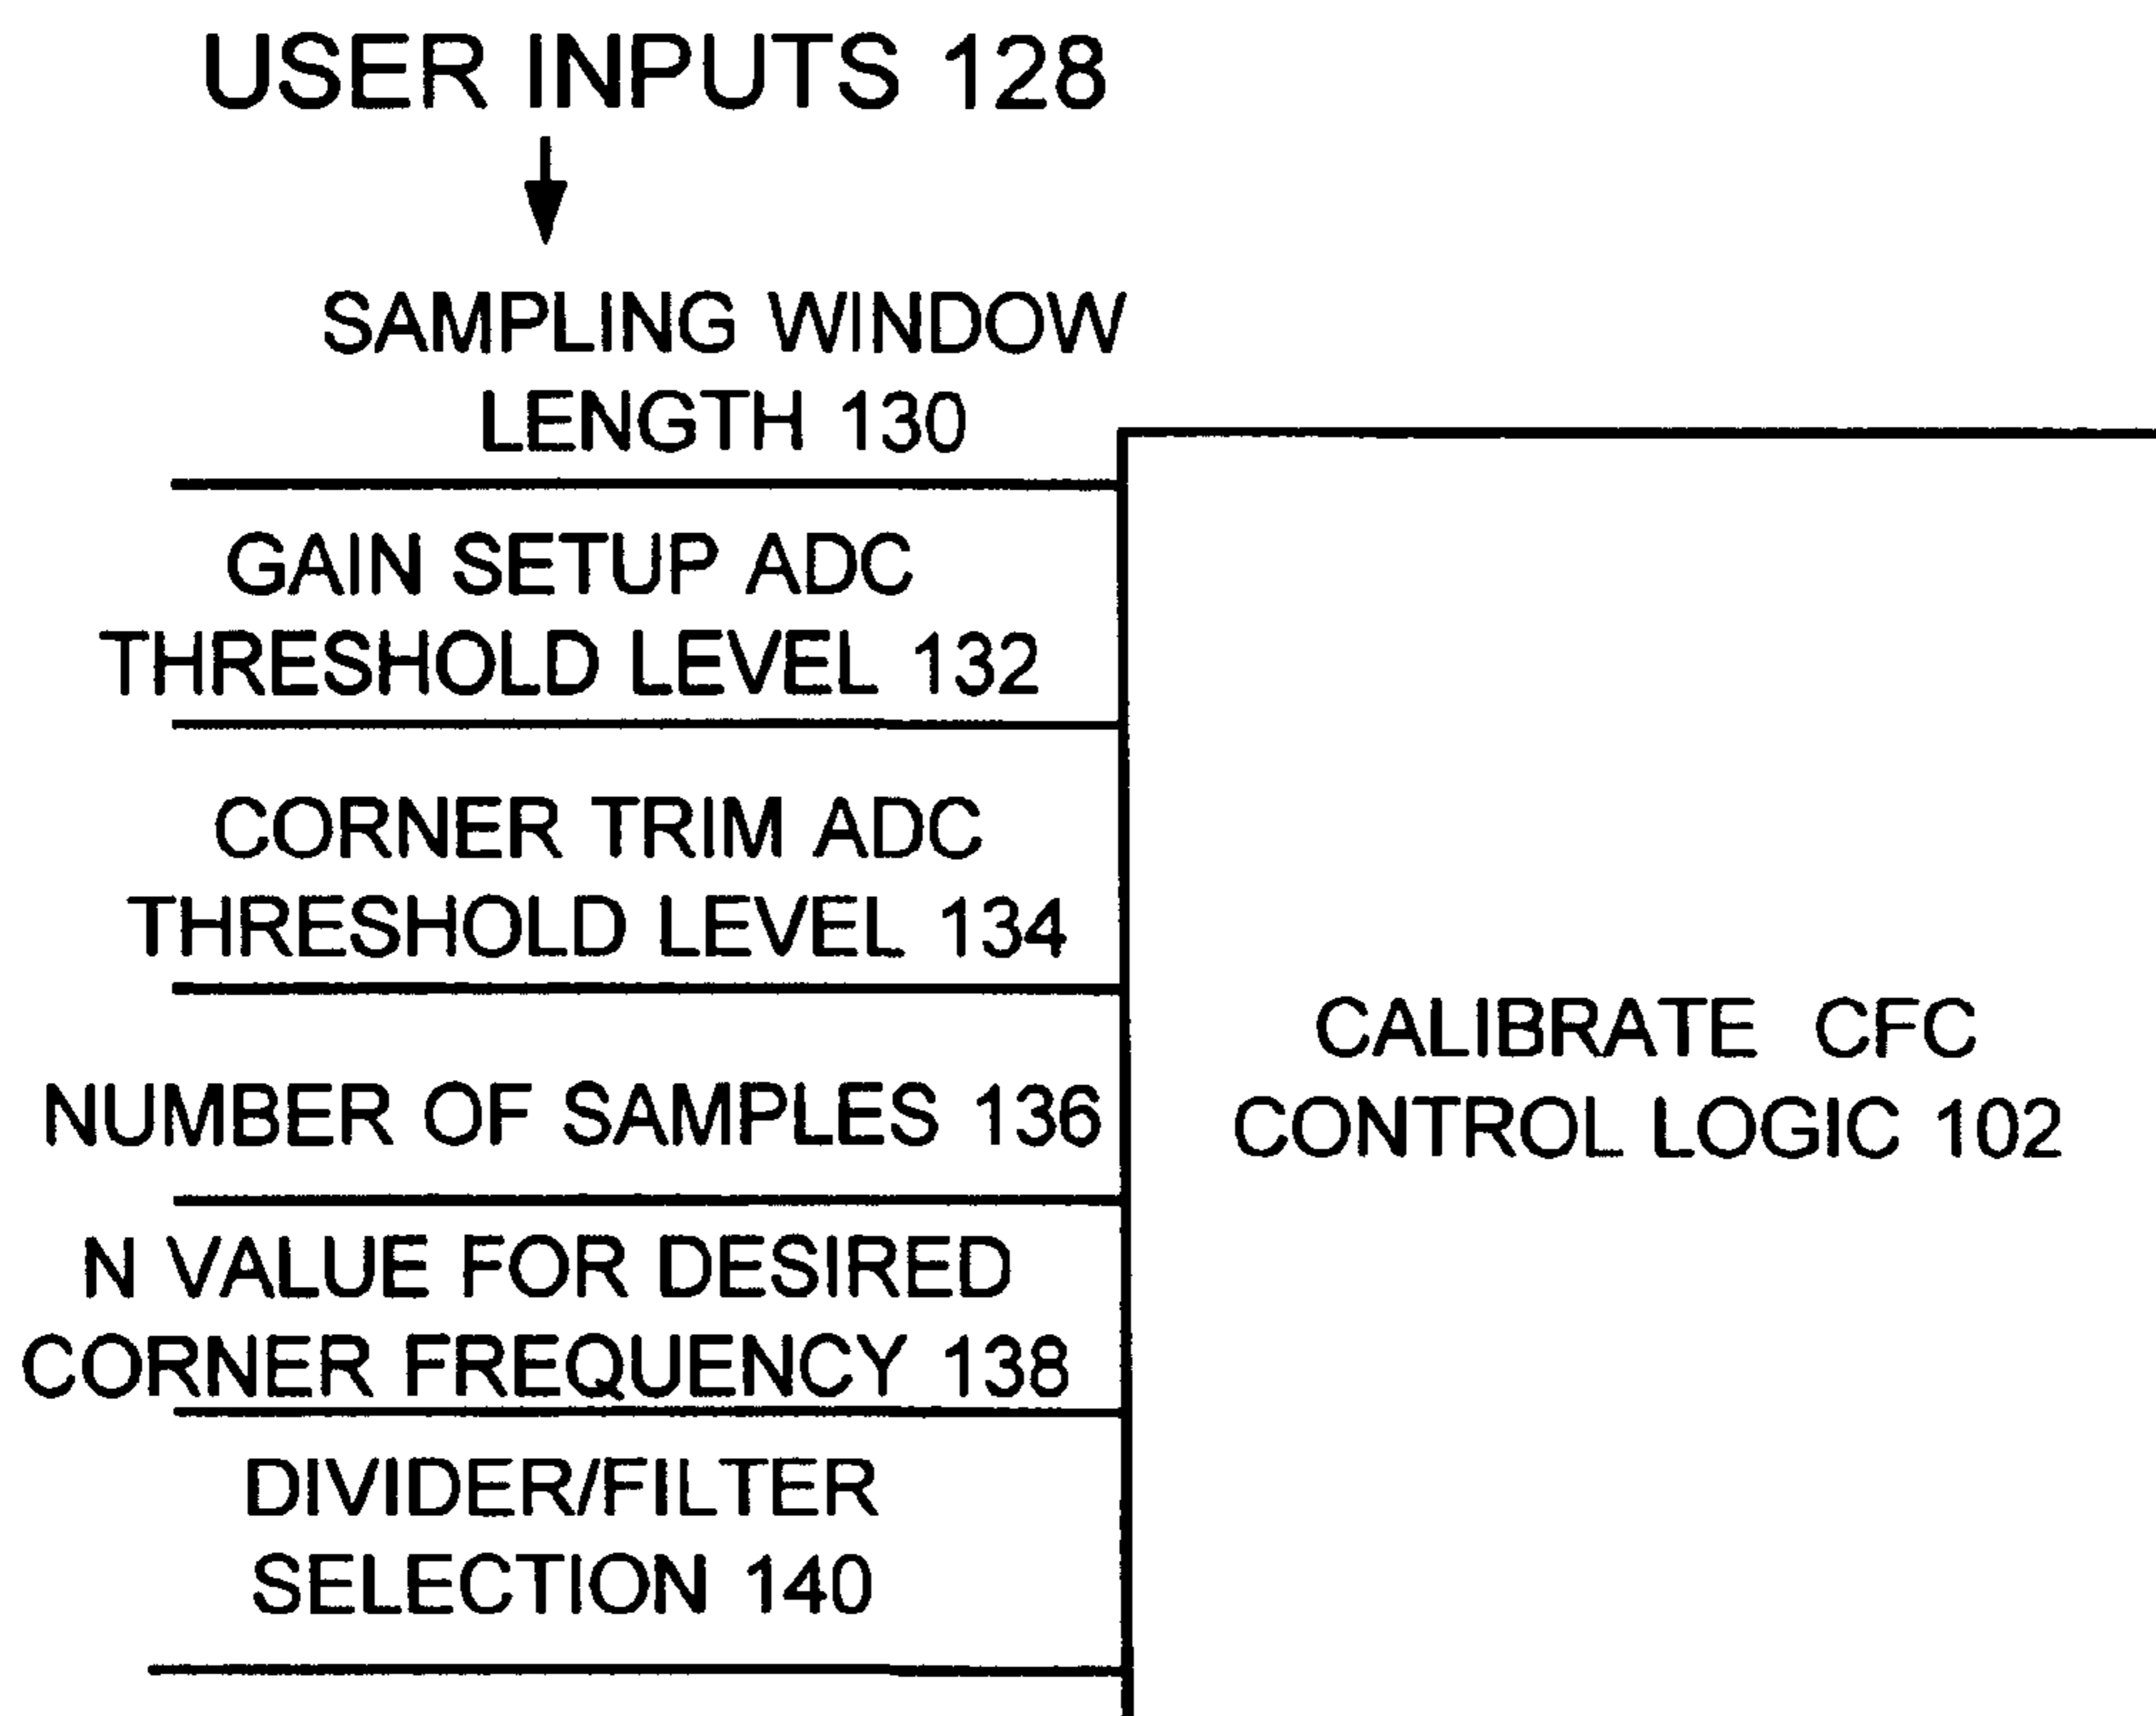 USER INPUTS 128
SAMPLING WINDOW
LENGTH 130
GAIN SETUP ADC
THRESHOLD LEVEL 132
CORNER TRIM ADC
THRESHOLD LEVEL 134
NUMBER OF SAMPLES 136
N VALUE FOR DESIRED
CORNER FREQUENCY 138
DIVIDER/FILTER
SELECTION 140
CALIBRATE CFC
CONTROL LOGIC 102